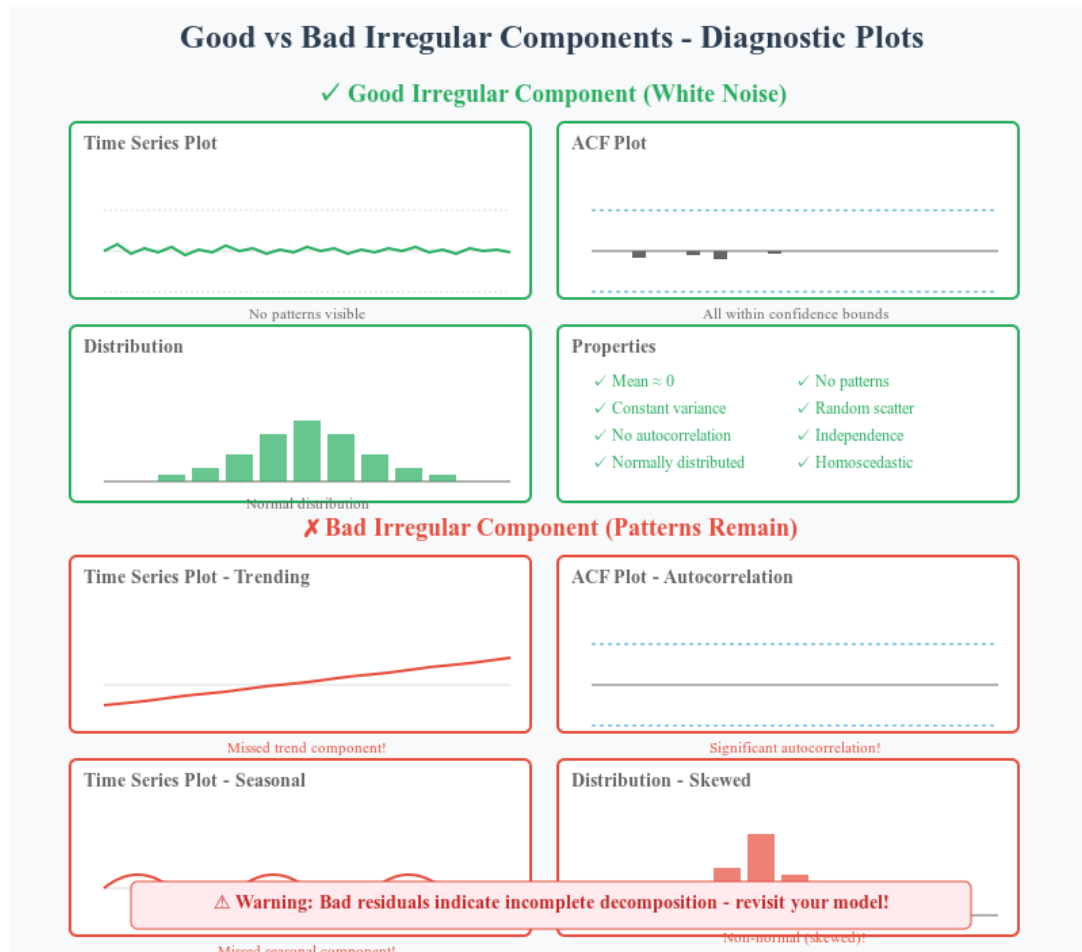 Good vs Bad Irregular Components - Diagnostic Plots
✓ Good Irregular Component (White Noise)
Time Series Plot
No patterns visible
ACF Plot
All within confidence bounds
Distribution
Normal distribution
Properties
✓ Mean ≈ 0
✓ Constant variance
✓ No autocorrelation
✓ Normally distributed
✓ No patterns
✓ Random scatter
✓ Independence
✓ Homoscedastic
✗ Bad Irregular Component (Patterns Remain)
Time Series Plot - Trending
Missed trend component!
ACF Plot - Autocorrelation
Significant autocorrelation!
Time Series Plot - Seasonal
Missed seasonal component!
Distribution - Skewed
Non-normal (skewed)!
⚠ Warning: Bad residuals indicate incomplete decomposition - revisit your model!